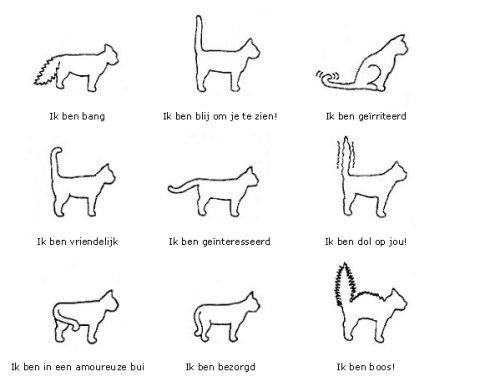 Ik ben bang
Ik ben blij om je te zien!
Ik ben geïrriteerd
Ik ben vriendelijk
Ik ben geïnteresseerd
Ik ben dol op jou!
Ik ben in een amoureuze bui
Ik ben bezorgd
Ik ben boos!